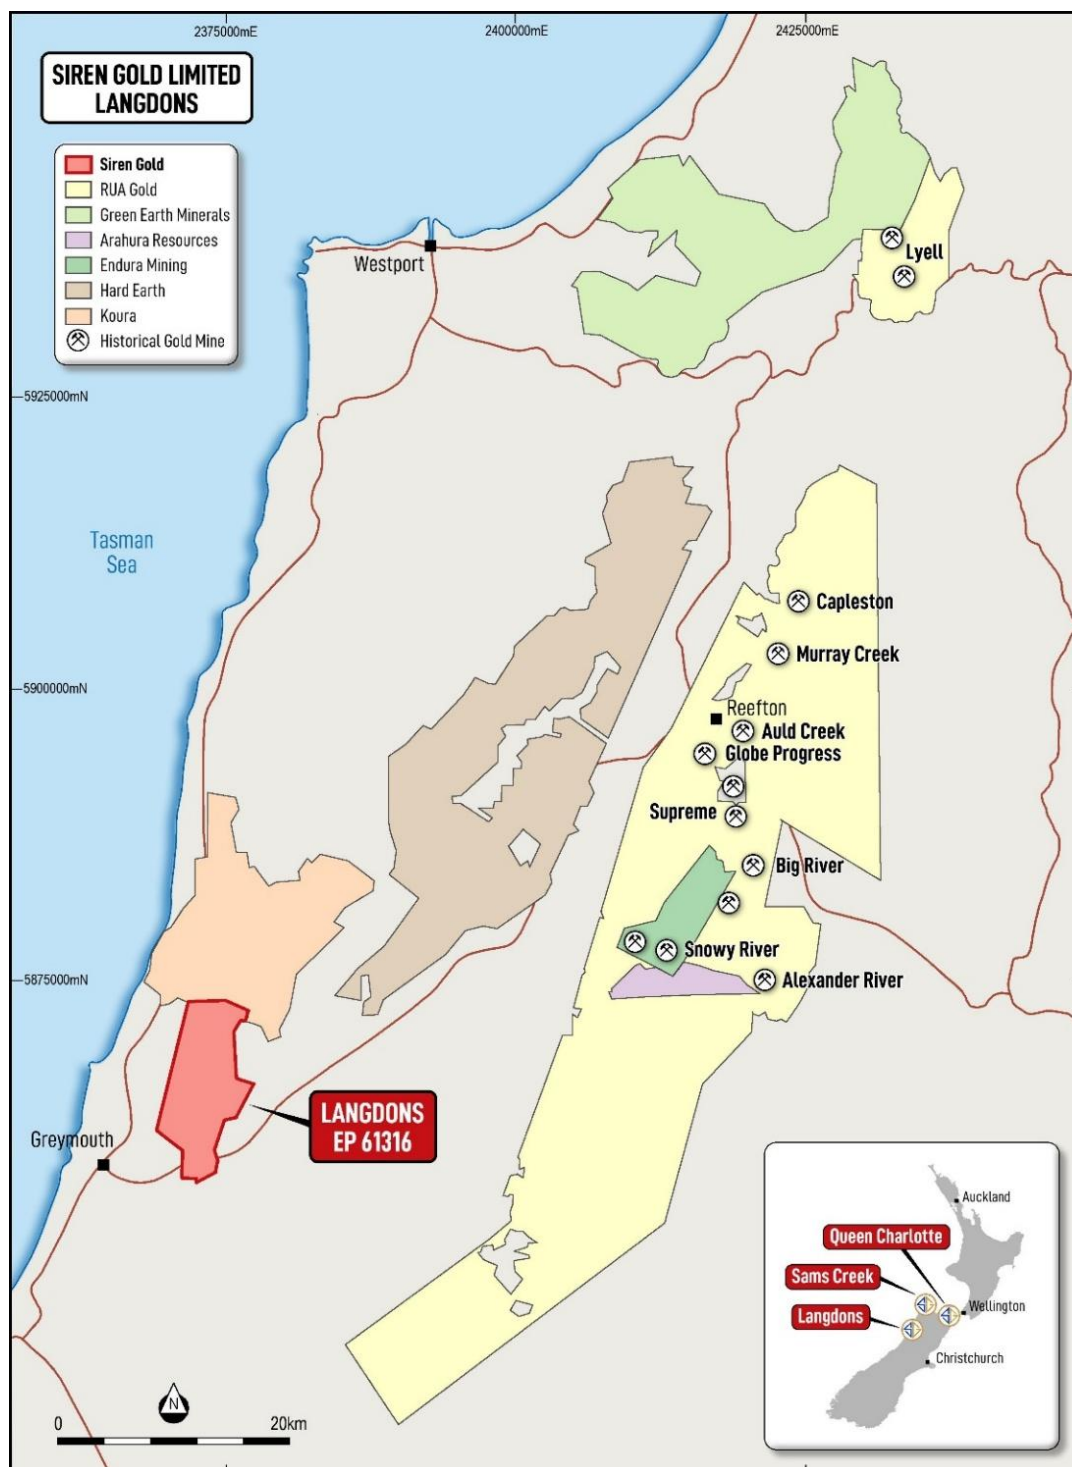 2375000mE
2400000mE
2425000mE
SIREN GOLD LIMITED
LANGDONS
Siren Gold
RUA Gold
Green Earth Minerals
Arahura Resources
Endura Mining
Hard Earth
Koura
Historical Gold Mine
Westport
Lyell
5925000mN
Tasman
Sea
Capleston
Murray Creek
5900000mN
Reefton
Auld Creek
Globe Progress
Supreme
Big River
Snowy River
5875000mN
Alexander River
LANGDONS
EP 61316
Greymouth
Auckland
Queen Charlotte
Sams Creek
Wellington
Langdons
Christchurch
N
0
20km